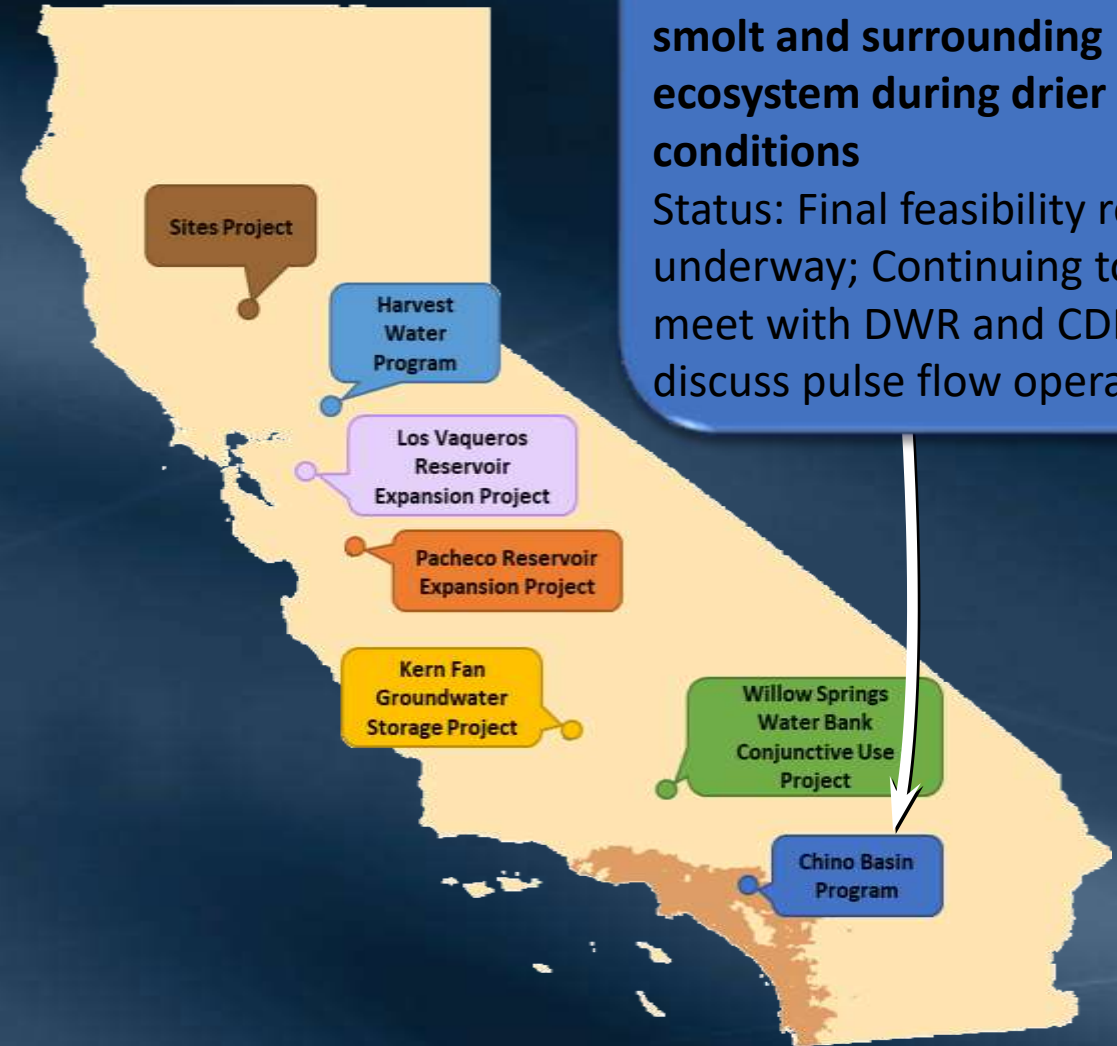 smolt and surrounding
ecosystem during drier
conditions
Status: Final feasibility
underway; Continuing
meet with DWR and
discuss pulse flow
Sites Project
Harvest
Water
Program
Los Vaqueros
Reservoir
Expansion Project
Pacheco Reservoir
Expansion Project
Kern Fan
Groundwater
Storage Project
Willow Springs
Water Bank
Conjunctive Use
Project
Chino Basin
Program